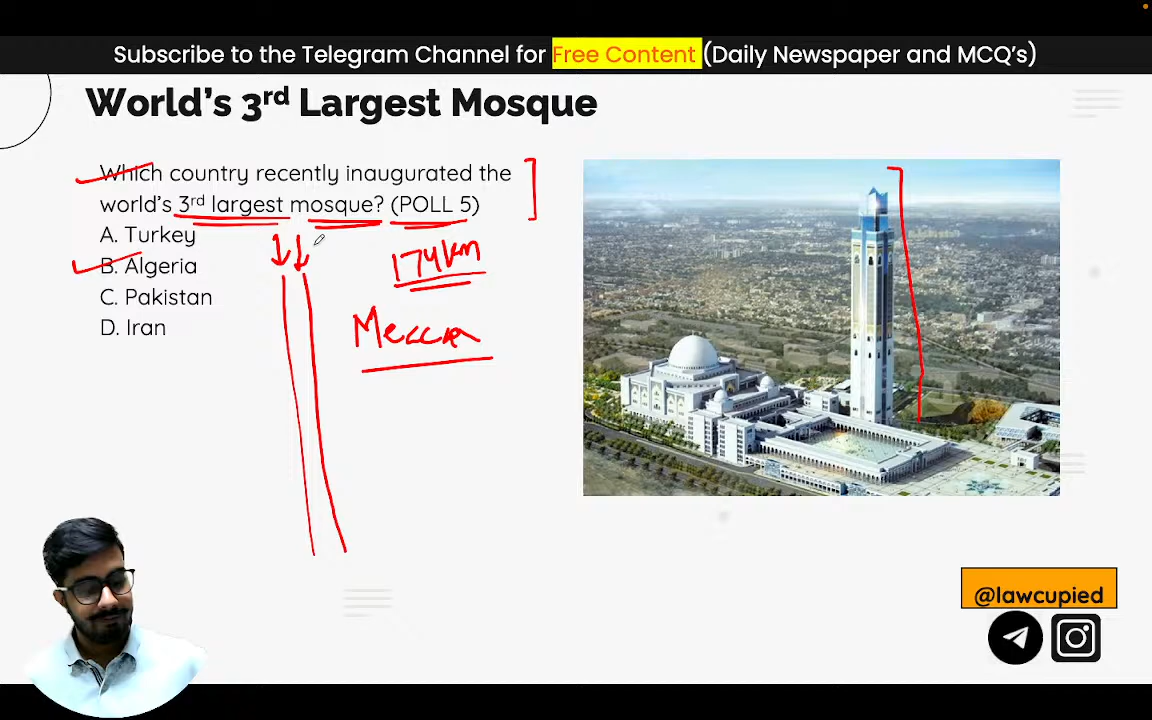 Subscribe to the Telegram Channel for Free Content (Daily Newspaper and MCQ's)
World's 3rd Largest Mosque
Which country recently inaugurated the
world's 3rd largest mosque? (POLL 5)
A. Turkey
B. Algeria
C. Pakistan
D. Iran
174km
Mecca
@lawcupied